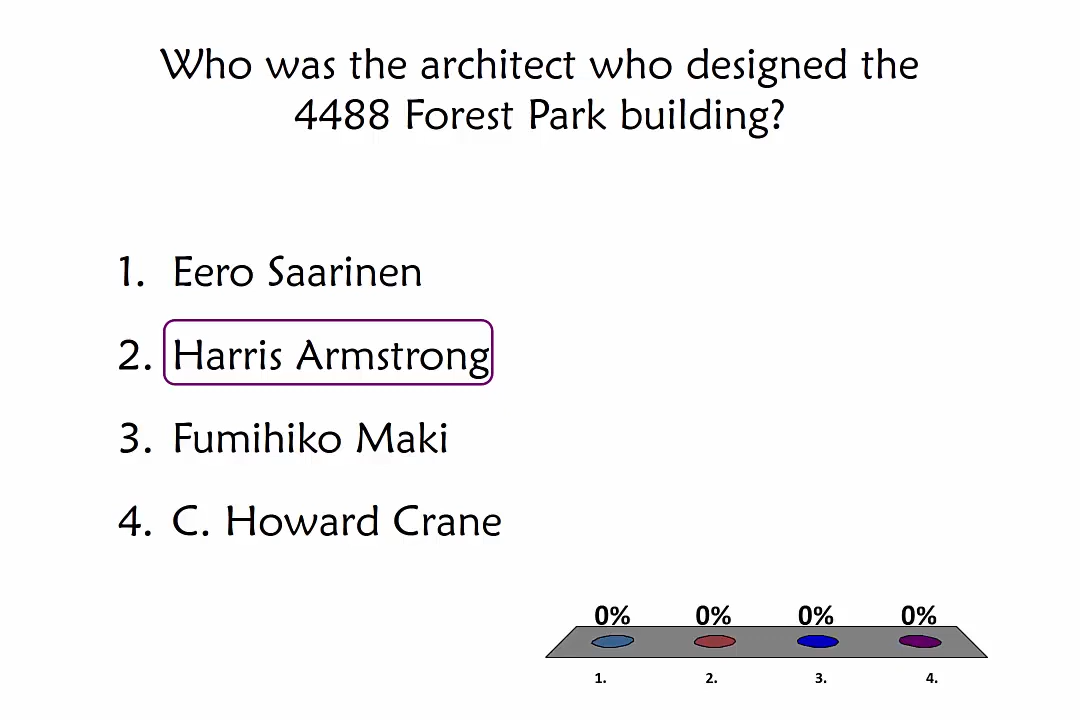 Who was the architect who designed the
4488 Forest Park building?
1. Eero Saarinen
2. Harris Armstrong
3. Fumihiko Maki
4. C. Howard Crane
0% 0% 0% 0%
1. 2. 3. 4.